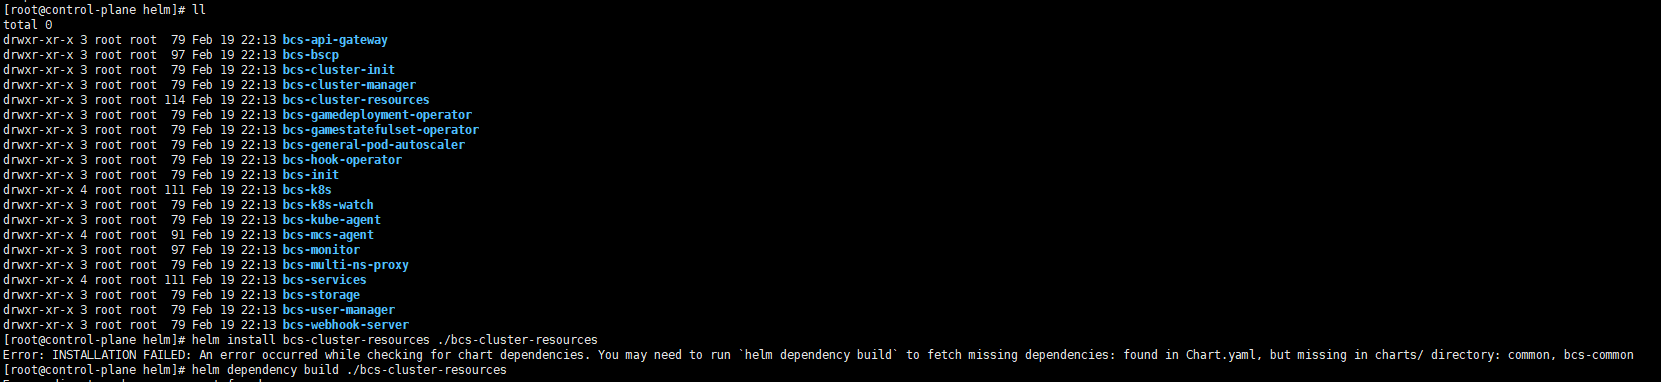 [root@control-plane helm]# ll
total 0
drwxr-xr-x 3 root root  79 Feb 19 22:13 bcs-api-gateway
drwxr-xr-x 3 root root  97 Feb 19 22:13 bcs-bscp
drwxr-xr-x 3 root root  79 Feb 19 22:13 bcs-cluster-init
drwxr-xr-x 3 root root  79 Feb 19 22:13 bcs-cluster-manager
drwxr-xr-x 3 root root 114 Feb 19 22:13 bcs-cluster-resources
drwxr-xr-x 3 root root  79 Feb 19 22:13 bcs-gamedeployment-operator
drwxr-xr-x 3 root root  79 Feb 19 22:13 bcs-gamestatefulset-operator
drwxr-xr-x 3 root root  79 Feb 19 22:13 bcs-general-pod-autoscaler
drwxr-xr-x 3 root root  79 Feb 19 22:13 bcs-hook-operator
drwxr-xr-x 3 root root  79 Feb 19 22:13 bcs-init
drwxr-xr-x 4 root root 111 Feb 19 22:13 bcs-k8s
drwxr-xr-x 3 root root  79 Feb 19 22:13 bcs-k8s-watch
drwxr-xr-x 3 root root  79 Feb 19 22:13 bcs-kube-agent
drwxr-xr-x 4 root root  91 Feb 19 22:13 bcs-mcs-agent
drwxr-xr-x 3 root root  97 Feb 19 22:13 bcs-monitor
drwxr-xr-x 3 root root  79 Feb 19 22:13 bcs-multi-ns-proxy
drwxr-xr-x 4 root root 111 Feb 19 22:13 bcs-services
drwxr-xr-x 3 root root  79 Feb 19 22:13 bcs-storage
drwxr-xr-x 3 root root  79 Feb 19 22:13 bcs-user-manager
drwxr-xr-x 3 root root  79 Feb 19 22:13 bcs-webhook-server
[root@control-plane helm]# helm install bcs-cluster-resources ./bcs-cluster-resources
Error: INSTALLATION FAILED: An error occurred while checking for chart dependencies. You may need to run `helm dependency build` to fetch missing dependencies: found in Chart.yaml, but missing in charts/ directory: common, bcs-common
[root@control-plane helm]# helm dependency build ./bcs-cluster-resources